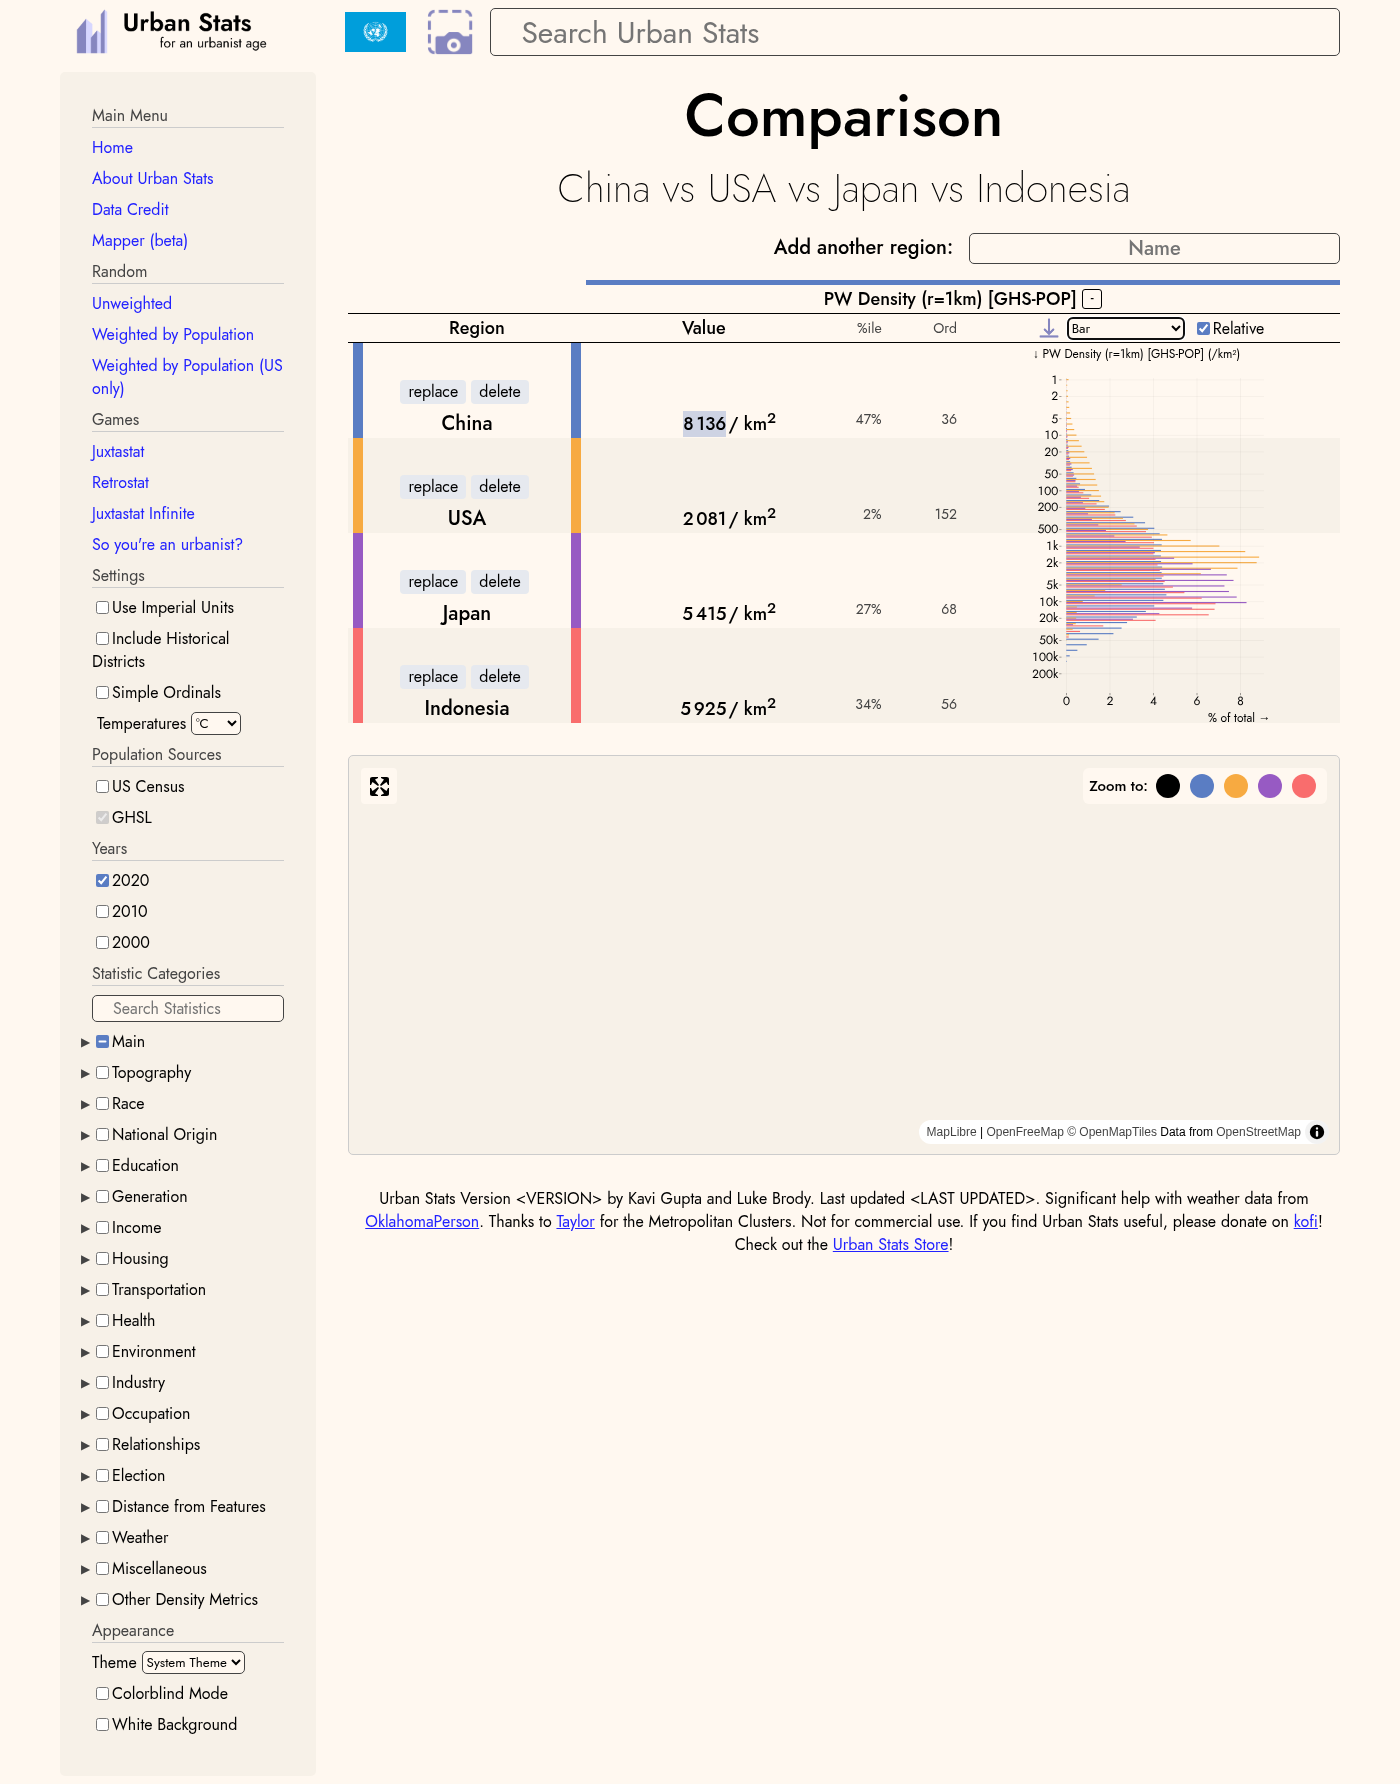 Urban Stats
for an urbanist age
Search Urban Stats
Main Menu
Home
About Urban Stats
Data Credit
Mapper (beta)
Random
Unweighted
Weighted by Population
Weighted by Population (US
only)
Games
Juxtastat
Retrostat
Juxtastat Infinite
So you're an urbanist?
Settings
Use Imperial Units
Include Historical
Districts
Simple Ordinals
Temperatures °C
Population Sources
US Census
GHSL
Years
2020
2010
2000
Statistic Categories
Search Statistics
Main
Topography
Race
National Origin
Education
Generation
Income
Housing
Transportation
Health
Environment
Industry
Occupation
Relationships
Election
Distance from Features
Weather
Miscellaneous
Other Density Metrics
Appearance
Theme System Theme
Colorblind Mode
White Background
Comparison
China vs USA vs Japan vs Indonesia
Add another region: Name
PW Density (r=1km) [GHS-POP] -
Region Value %ile Ord Bar Relative
replace delete
China 8 136 / km² 47% 36
replace delete
USA 2 081 / km² 2% 152
replace delete
Japan 5 415 / km² 27% 68
replace delete
Indonesia 5 925 / km² 34% 56
↓ PW Density (r=1km) [GHS-POP] (/km²)
1
2
5
10
20
50
100
200
500
1k
2k
5k
10k
20k
50k
100k
200k
0 2 4 6 8
% of total →
Zoom to:
MapLibre | OpenFreeMap © OpenMapTiles Data from OpenStreetMap
Urban Stats Version <VERSION> by Kavi Gupta and Luke Brody. Last updated <LAST UPDATED>. Significant help with weather data from
OklahomaPerson. Thanks to Taylor for the Metropolitan Clusters. Not for commercial use. If you find Urban Stats useful, please donate on kofi!
Check out the Urban Stats Store!